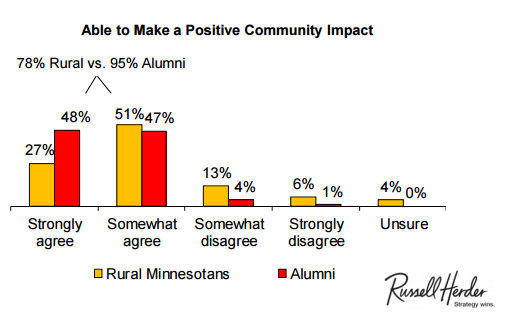 Able to Make a Positive Community Impact
78% Rural vs. 95% Alumni
27% 48% 51% 47% 13% 4% 6% 1% 4% 0%
Strongly agree
Somewhat agree
Somewhat disagree
Strongly disagree
Unsure
Rural Minnesotans Alumni
Russell Herder
Strategy wins.